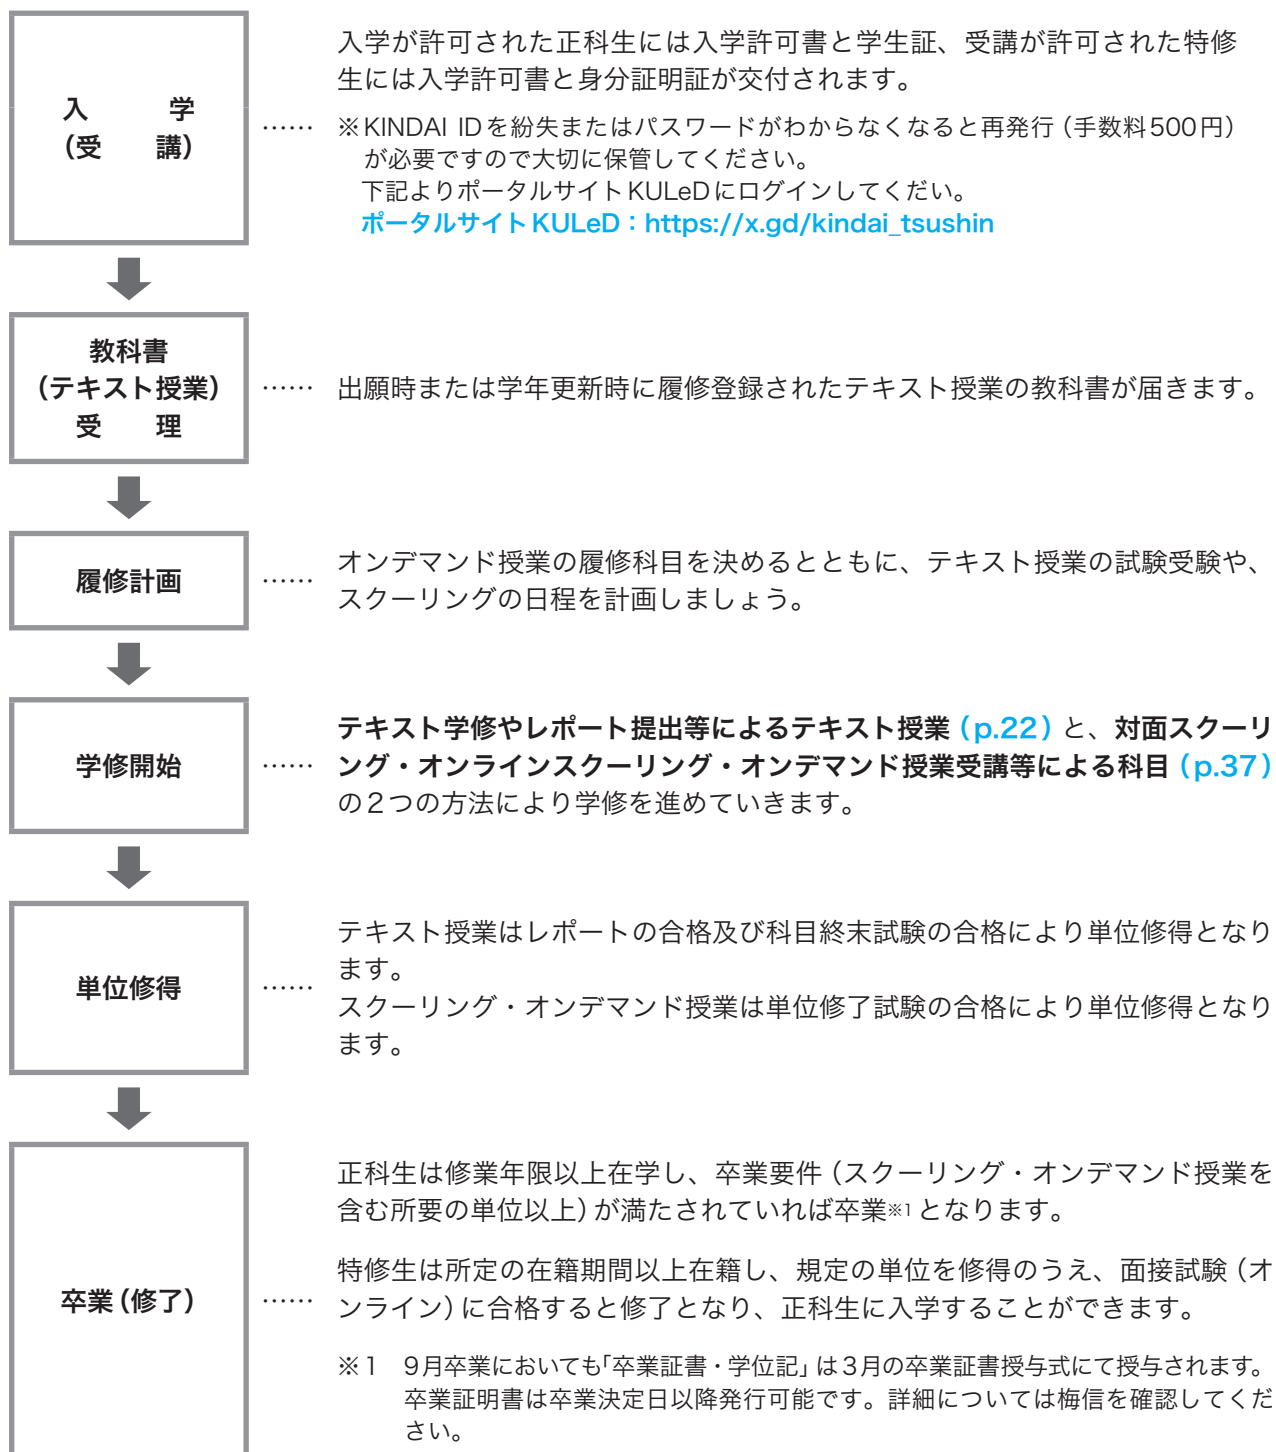 入　　学
（受　　講）
……
入学が許可された正科生には入学許可書と学生証、受講が許可された特修
生には入学許可書と身分証明証が交付されます。
※KINDAI IDを紛失またはパスワードがわからなくなると再発行（手数料500円）
が必要ですので大切に保管してください。
下記よりポータルサイトKULeDにログインしてくだい。
ポータルサイトKULeD：https://x.gd/kindai_tsushin
教科書
（テキスト授業）
受　　理
……
出願時または学年更新時に履修登録されたテキスト授業の教科書が届きます。
履修計画
……
オンデマンド授業の履修科目を決めるとともに、テキスト授業の試験受験や、
スクーリングの日程を計画しましょう。
学修開始
……
テキスト学修やレポート提出等によるテキスト授業（p.22）と、対面スクーリ
ング・オンラインスクーリング・オンデマンド授業受講等による科目（p.37）
の２つの方法により学修を進めていきます。
単位修得
……
テキスト授業はレポートの合格及び科目終末試験の合格により単位修得となり
ます。
スクーリング・オンデマンド授業は単位修了試験の合格により単位修得となり
ます。
卒業（修了）
……
正科生は修業年限以上在学し、卒業要件（スクーリング・オンデマンド授業を
含む所要の単位以上）が満たされていれば卒業※1となります。
特修生は所定の在籍期間以上在籍し、規定の単位を修得のうえ、面接試験（オ
ンライン）に合格すると修了となり、正科生に入学することができます。
※１　９月卒業においても「卒業証書・学位記」は３月の卒業証書授与式にて授与されます。
卒業証明書は卒業決定日以降発行可能です。詳細については梅信を確認してくだ
さい。